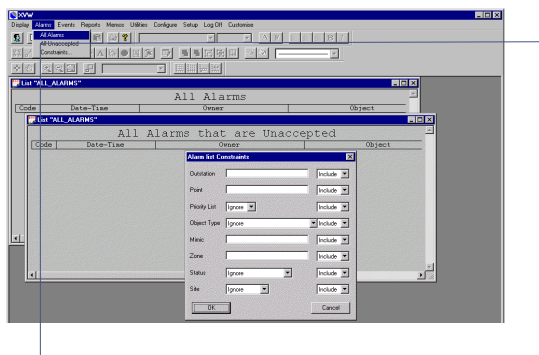 XVW
Display Alarms Events Reports Memos Utilities Configure Setup Log Off Customise
All Alarms
All Unaccepted
Constraints...
List "ALL_ALARMS"
All Alarms
Code Date-Time Owner Object
List "ALL_ALARMS"
All Alarms that are Unaccepted
Code Date-Time Owner Object
Alarm list Constraints
Outstation Include
Point Include
Priority List Ignore Include
Object Type Ignore Include
Mimic Include
Zone Include
Status Ignore Include
Site Ignore Include
OK Cancel